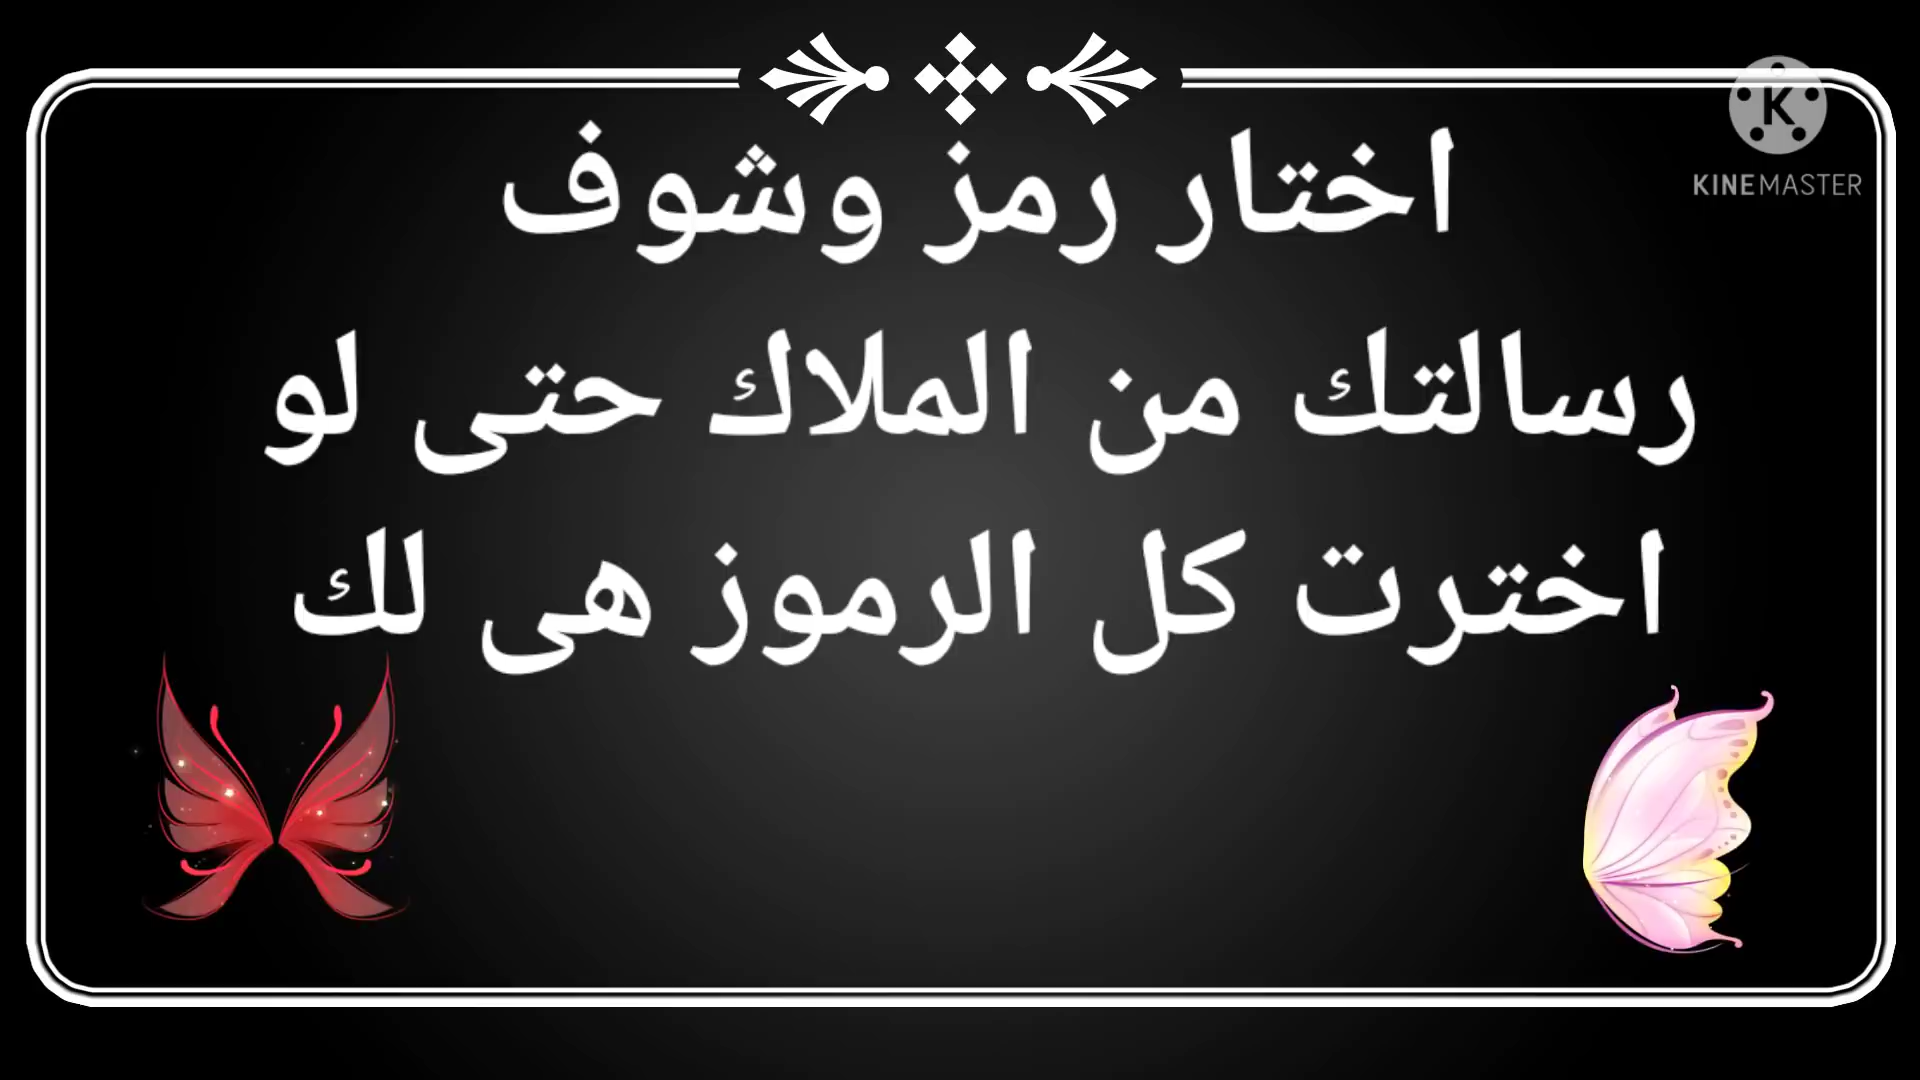 KINEMASTER
اختار رمز وشوف
رسالتك من الملاك حتى لو
اخترت كل الرموز هى لك